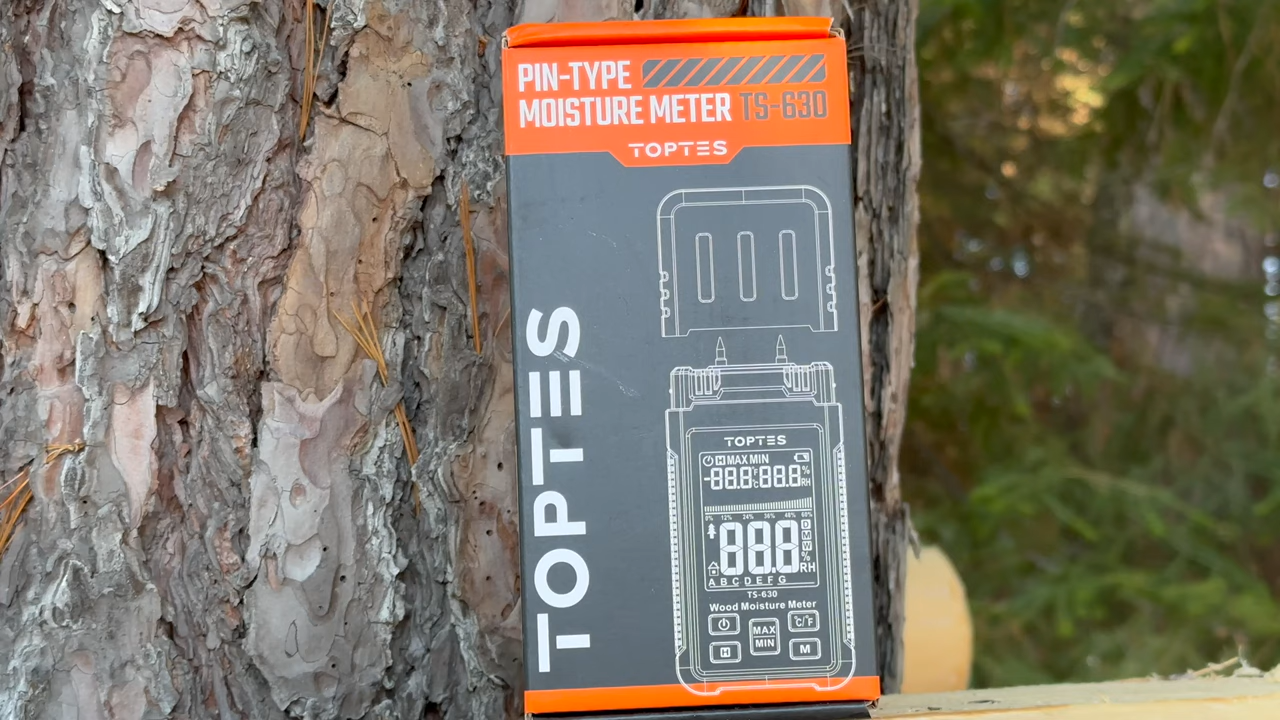 PIN-TYPE
MOISTURE METER TS-630
TOPTES
TOPTES
TOPTES
H MAX MIN
-88.8°F°C 88.8%RH
0% 12% 24% 36% 48% 60%
88.8%RH
A B C D E F G
TS-630
Wood Moisture Meter
MAX MIN
°C/°F
H
M